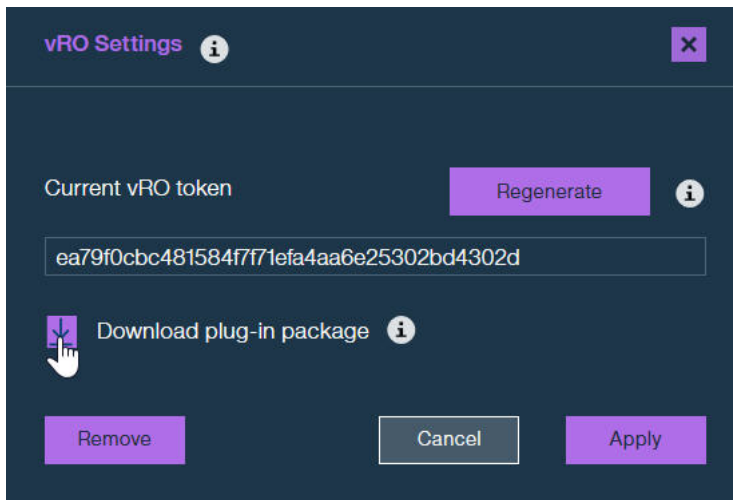 vRO Settings
Current vRO token
Regenerate
ea79f0cbc481584f7f71efa4aa6e25302bd4302d
Download plug-in package
Remove
Cancel
Apply